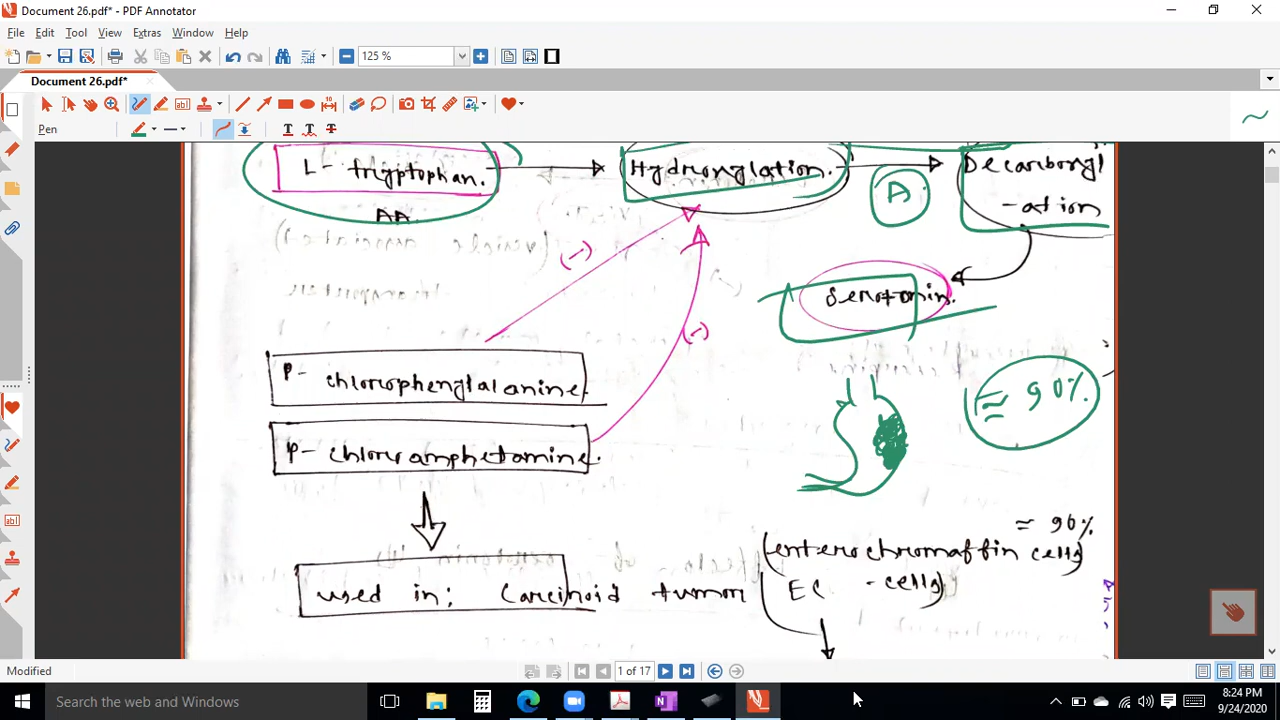 Document 26.pdf* - PDF Annotator
File Edit Tool View Extras Window Help
125 %
Document 26.pdf*
Pen
L- tryptophan.
AA
Hydroxylation.
A
Decarboxyl
-ation
(-)
serotonin.
(-)
P- chlorophenylalanine
≈ 90%
P- chloroamphetamine.
≈ 90%
enterochromaffin cells
EC -cells
used in: Carcinoid tumor
Modified
1 of 17
Search the web and Windows
8:24 PM
9/24/2020